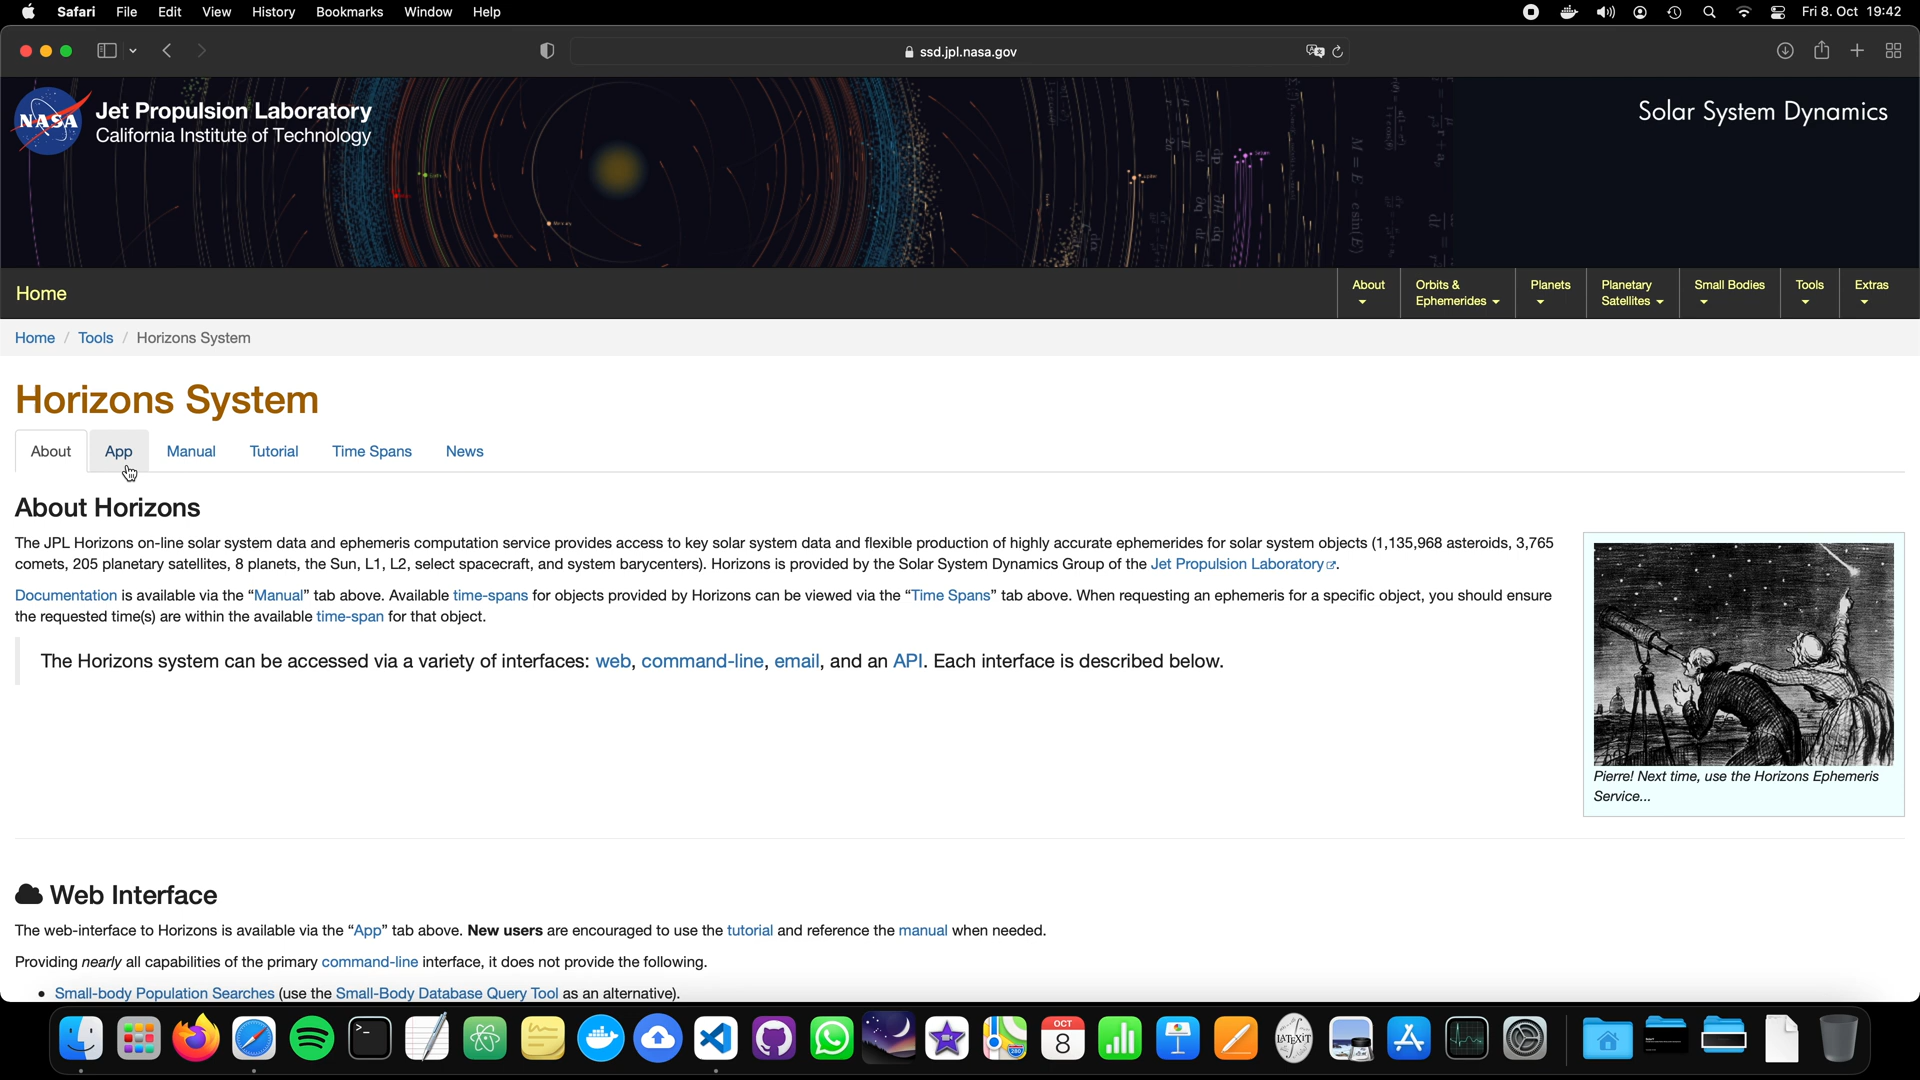 Safari File Edit View History Bookmarks Window Help Fri 8. Oct 19:42
ssd.jpl.nasa.gov
NASA
Jet Propulsion Laboratory
California Institute of Technology
Solar System Dynamics
Home
About
Orbits &
Ephemerides
Planets
Planetary
Satellites
Small Bodies
Tools
Extras
Home / Tools / Horizons System
Horizons System
About App Manual Tutorial Time Spans News
About Horizons
The JPL Horizons on-line solar system data and ephemeris computation service provides access to key solar system data and flexible production of highly accurate ephemerides for solar system objects (1,135,968 asteroids, 3,765
comets, 205 planetary satellites, 8 planets, the Sun, L1, L2, select spacecraft, and system barycenters). Horizons is provided by the Solar System Dynamics Group of the Jet Propulsion Laboratory.
Documentation is available via the “Manual” tab above. Available time-spans for objects provided by Horizons can be viewed via the “Time Spans” tab above. When requesting an ephemeris for a specific object, you should ensure
the requested time(s) are within the available time-span for that object.
The Horizons system can be accessed via a variety of interfaces: web, command-line, email, and an API. Each interface is described below.
Pierre! Next time, use the Horizons Ephemeris
Service...
Web Interface
The web-interface to Horizons is available via the “App” tab above. New users are encouraged to use the tutorial and reference the manual when needed.
Providing nearly all capabilities of the primary command-line interface, it does not provide the following.
• Small-body Population Searches (use the Small-Body Database Query Tool as an alternative).
OCT
8
LATEXIT
280